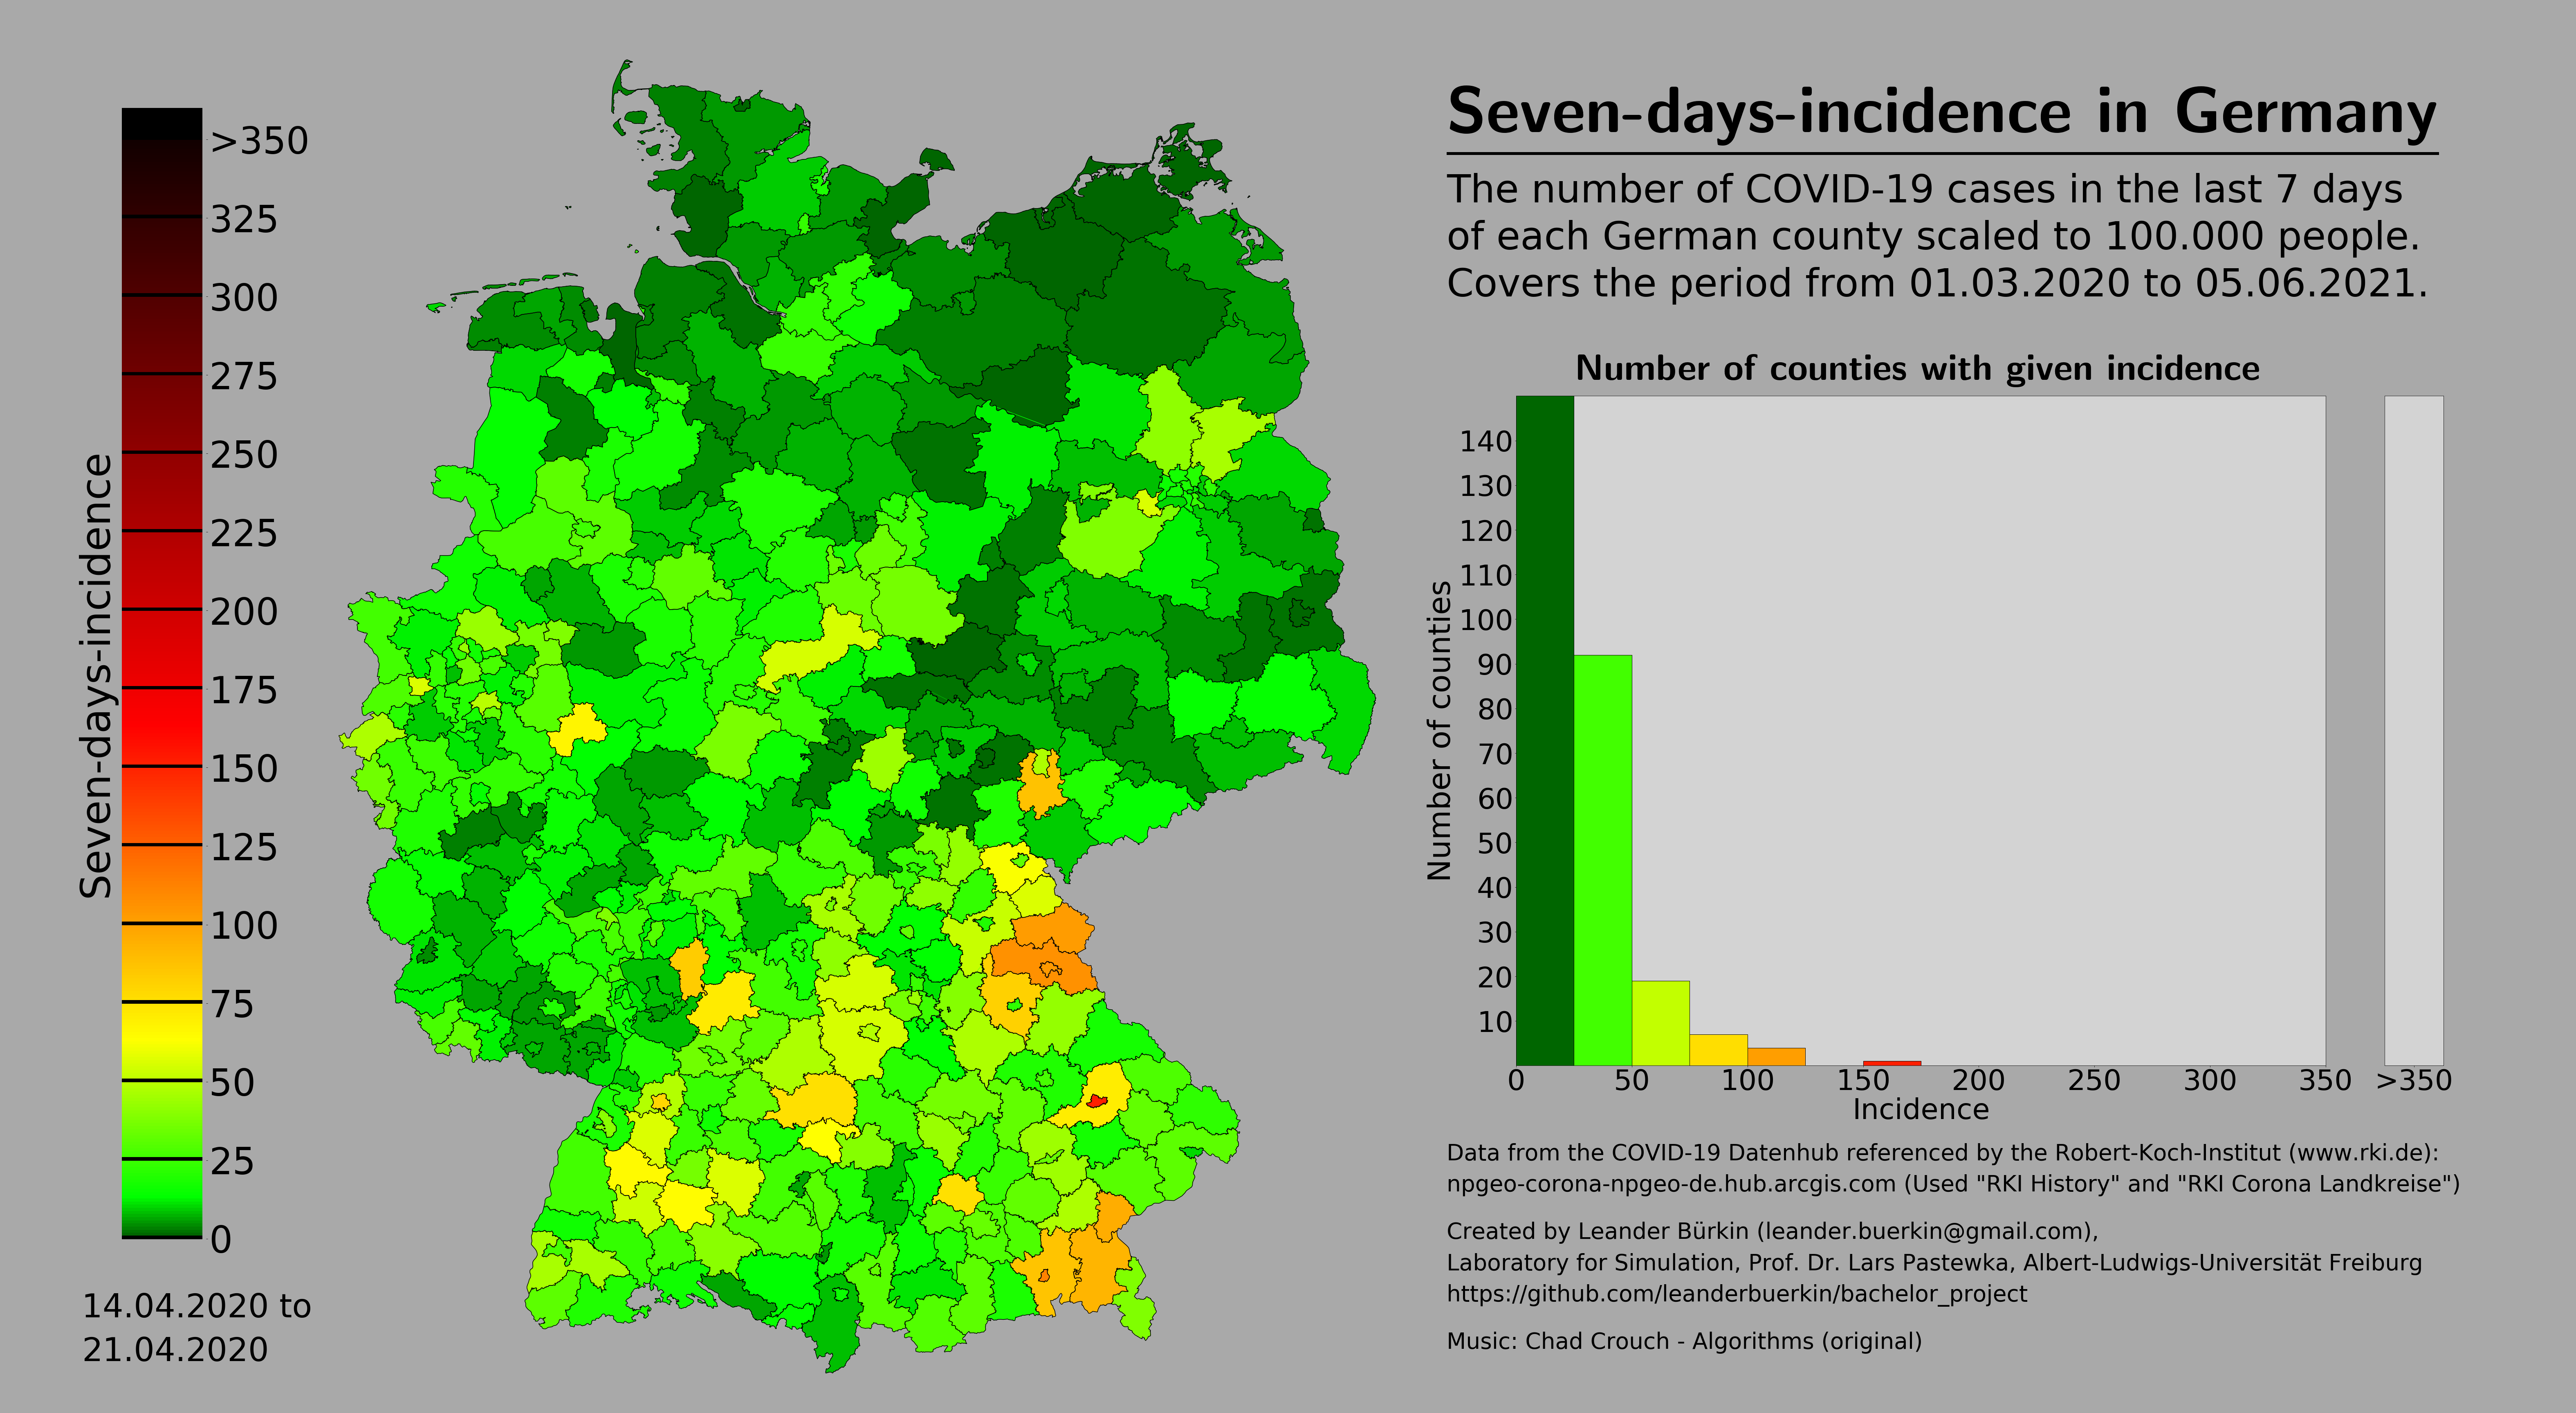 Seven-days-incidence in Germany
The number of COVID-19 cases in the last 7 days
of each German county scaled to 100.000 people.
Covers the period from 01.03.2020 to 05.06.2021.
Seven-days-incidence
>350
325
300
275
250
225
200
175
150
125
100
75
50
25
0
14.04.2020 to
21.04.2020
Number of counties with given incidence
Number of counties
140
130
120
110
100
90
80
70
60
50
40
30
20
10
0 50 100 150 200 250 300 350 >350
Incidence
Data from the COVID-19 Datenhub referenced by the Robert-Koch-Institut (www.rki.de):
npgeo-corona-npgeo-de.hub.arcgis.com (Used "RKI History" and "RKI Corona Landkreise")
Created by Leander Bürkin (leander.buerkin@gmail.com),
Laboratory for Simulation, Prof. Dr. Lars Pastewka, Albert-Ludwigs-Universität Freiburg
https://github.com/leanderbuerkin/bachelor_project
Music: Chad Crouch - Algorithms (original)